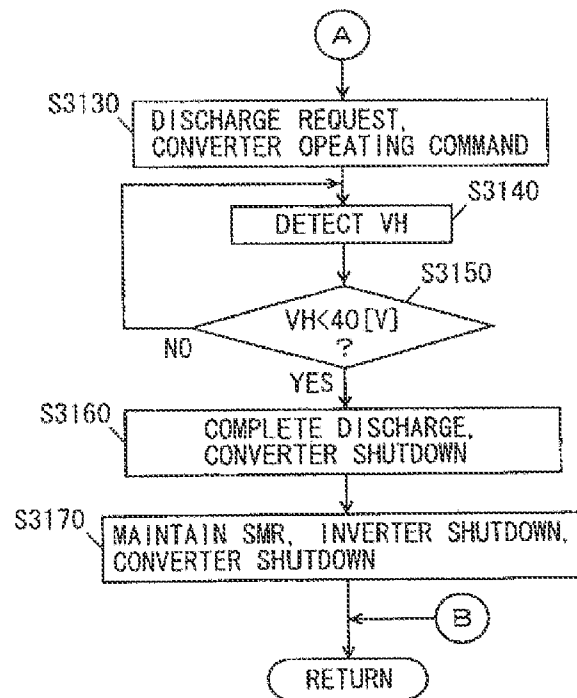 A
S3130
DISCHARGE REQUEST,
CONVERTER OPEATING COMMAND
S3140
DETECT VH
S3150
VH<40[V]
?
NO
YES
S3160
COMPLETE DISCHARGE,
CONVERTER SHUTDOWN
S3170
MAINTAIN SMR, INVERTER SHUTDOWN,
CONVERTER SHUTDOWN
B
RETURN